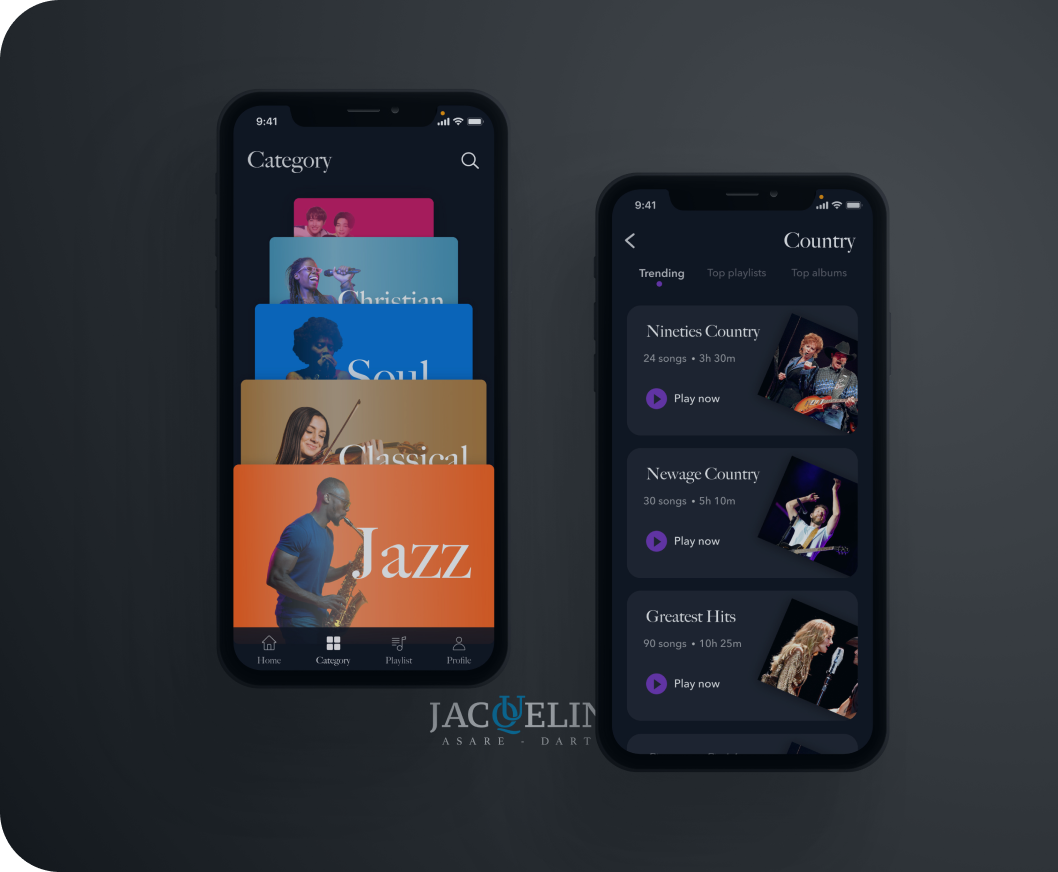 9:41
Category
Christian
Soul
Classical
Jazz
Home
Category
Playlist
Profile
9:41
Country
Trending
Top playlists
Top albums
Nineties Country
24 songs • 3h 30m
Play now
Newage Country
30 songs • 5h 10m
Play now
Greatest Hits
90 songs • 10h 25m
Play now
JACQUELIN
ASARE - DART